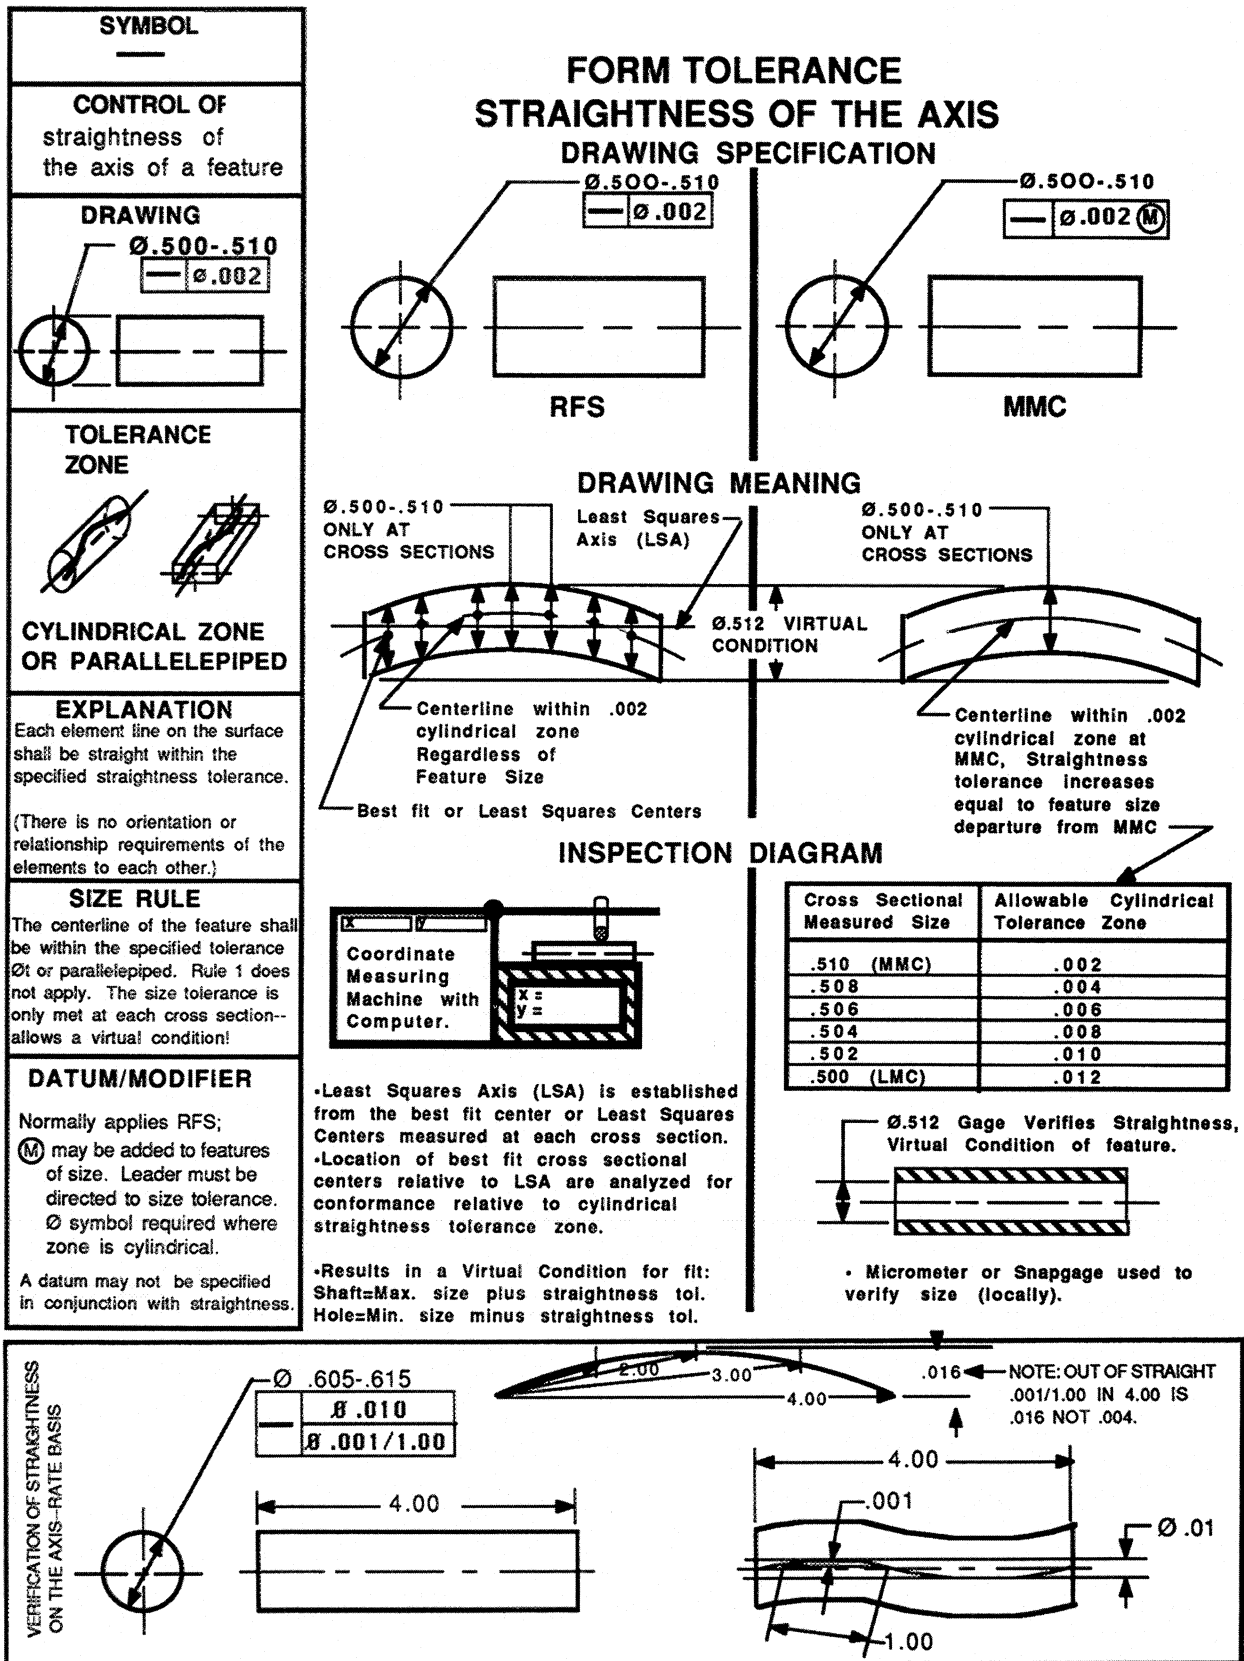 SYMBOL
CONTROL OF
straightness of
the axis of a feature
DRAWING
Ø.500-.510
Ø.002
TOLERANCE
ZONE
CYLINDRICAL ZONE
OR PARALLELEPIPED
EXPLANATION
Each element line on the surface
shall be straight within the
specified straightness tolerance.
(There is no orientation or
relationship requirements of the
elements to each other.)
SIZE RULE
The centerline of the feature shall
be within the specified tolerance
Øt or parallelepiped. Rule 1 does
not apply. The size tolerance is
only met at each cross section--
allows a virtual condition!
DATUM/MODIFIER
Normally applies RFS;
Ⓜ may be added to features
of size. Leader must be
directed to size tolerance.
Ø symbol required where
zone is cylindrical.
A datum may not be specified
in conjunction with straightness.
FORM TOLERANCE
STRAIGHTNESS OF THE AXIS
DRAWING SPECIFICATION
Ø.500-.510
Ø.002
RFS
Ø.500-.510
Ø.002 Ⓜ
MMC
DRAWING MEANING
Ø.500-.510
ONLY AT
CROSS SECTIONS
Least Squares
Axis (LSA)
Ø.512 VIRTUAL
CONDITION
Centerline within .002
cylindrical zone
Regardless of
Feature Size
Best fit or Least Squares Centers
Ø.500-.510
ONLY AT
CROSS SECTIONS
Centerline within .002
cylindrical zone at
MMC, Straightness
tolerance increases
equal to feature size
departure from MMC
INSPECTION DIAGRAM
x y
Coordinate
Measuring
Machine with
Computer.
x =
y =
•Least Squares Axis (LSA) is established
from the best fit center or Least Squares
Centers measured at each cross section.
•Location of best fit cross sectional
centers relative to LSA are analyzed for
conformance relative to cylindrical
straightness tolerance zone.
•Results in a Virtual Condition for fit:
Shaft=Max. size plus straightness tol.
Hole=Min. size minus straightness tol.
Cross Sectional Measured Size
Allowable Cylindrical Tolerance Zone
.510 (MMC) .002
.508 .004
.506 .006
.504 .008
.502 .010
.500 (LMC) .012
Ø.512 Gage Verifies Straightness,
Virtual Condition of feature.
• Micrometer or Snapgage used to
verify size (locally).
VERIFICATION OF STRAIGHTNESS
ON THE AXIS--RATE BASIS
Ø .605-.615
Ø .010
Ø .001/1.00
4.00
2.00
3.00
4.00
.016
NOTE: OUT OF STRAIGHT
.001/1.00 IN 4.00 IS
.016 NOT .004.
4.00
.001
Ø .01
1.00